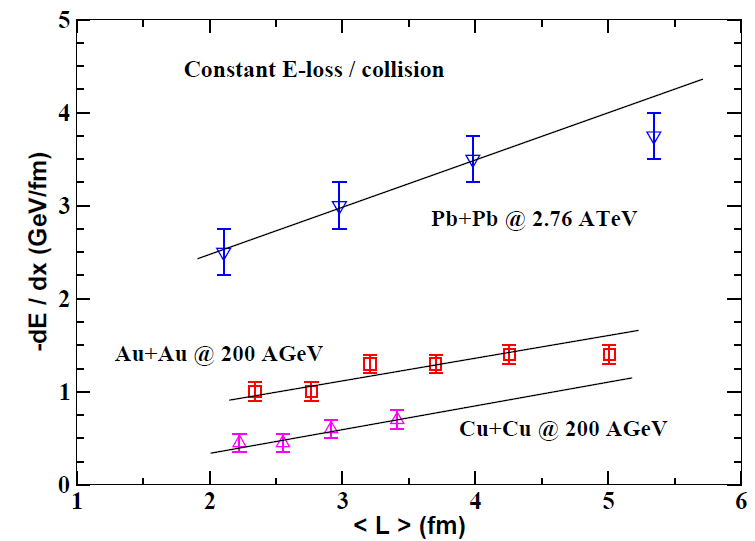 5
Constant E-loss / collision
4
3
Pb+Pb @ 2.76 ATeV
2
Au+Au @ 200 AGeV
1
Cu+Cu @ 200 AGeV
0
1 2 3 4 5 6
< L > (fm)
-dE / dx (GeV/fm)